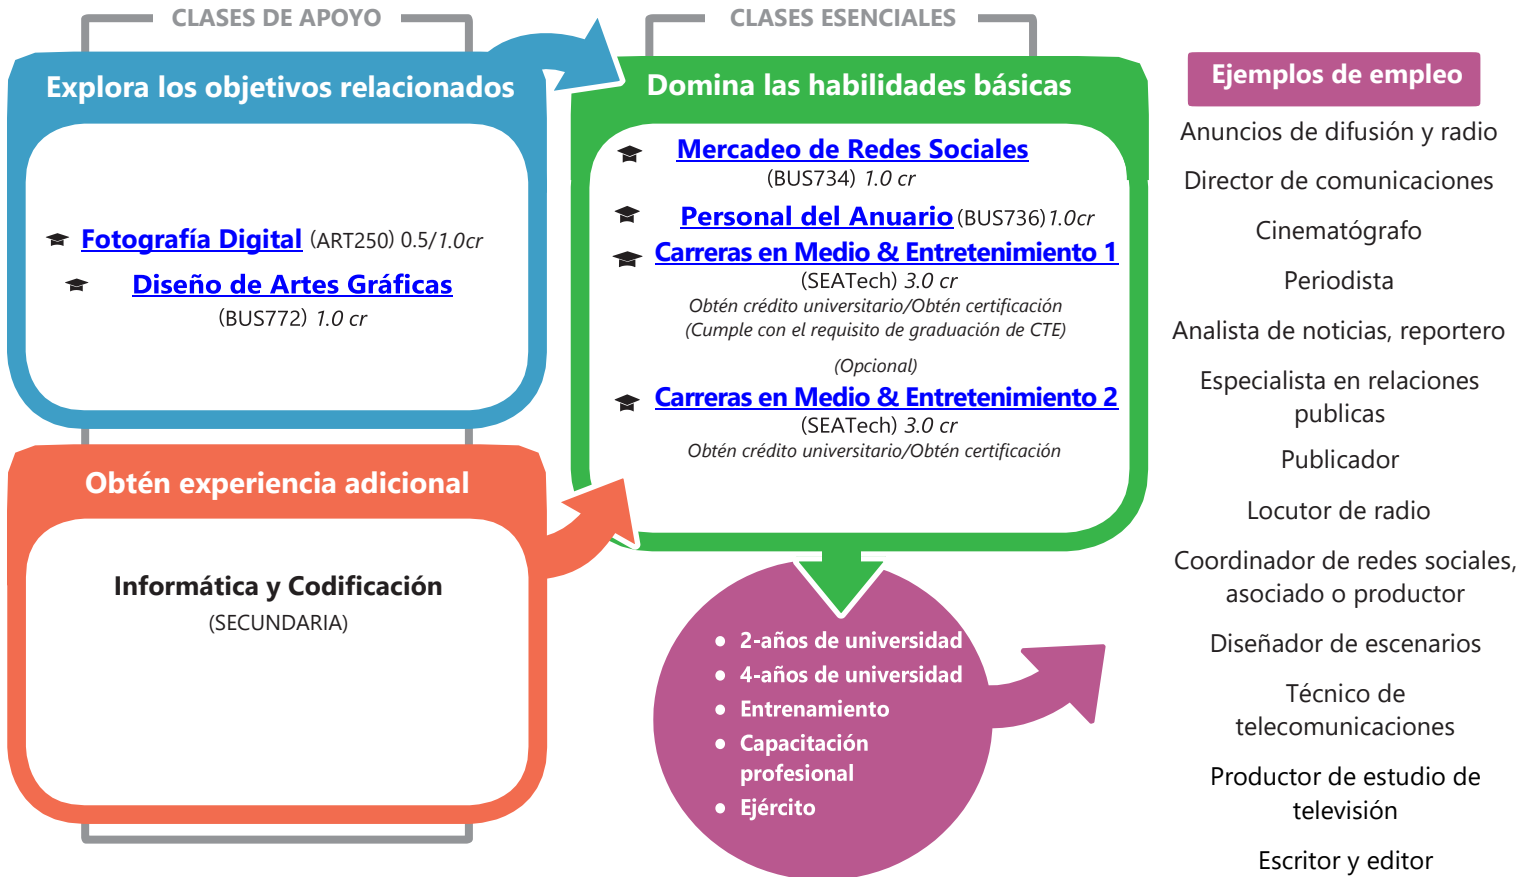 CLASES DE APOYO
Explora los objetivos relacionados
Fotografía Digital (ART250) 0.5/1.0cr
Diseño de Artes Gráficas
(BUS772) 1.0 cr
Obtén experiencia adicional
Informática y Codificación
(SECUNDARIA)
CLASES ESENCIALES
Domina las habilidades básicas
Mercadeo de Redes Sociales
(BUS734) 1.0 cr
Personal del Anuario (BUS736) 1.0cr
Carreras en Medio & Entretenimiento 1
(SEATech) 3.0 cr
Obtén crédito universitario/Obtén certificación
(Cumple con el requisito de graduación de CTE)
(Opcional)
Carreras en Medio & Entretenimiento 2
(SEATech) 3.0 cr
Obtén crédito universitario/Obtén certificación
• 2-años de universidad
• 4-años de universidad
• Entrenamiento
• Capacitación
profesional
• Ejército
Ejemplos de empleo
Anuncios de difusión y radio
Director de comunicaciones
Cinematógrafo
Periodista
Analista de noticias, reportero
Especialista en relaciones
publicas
Publicador
Locutor de radio
Coordinador de redes sociales,
asociado o productor
Diseñador de escenarios
Técnico de
telecomunicaciones
Productor de estudio de
televisión
Escritor y editor